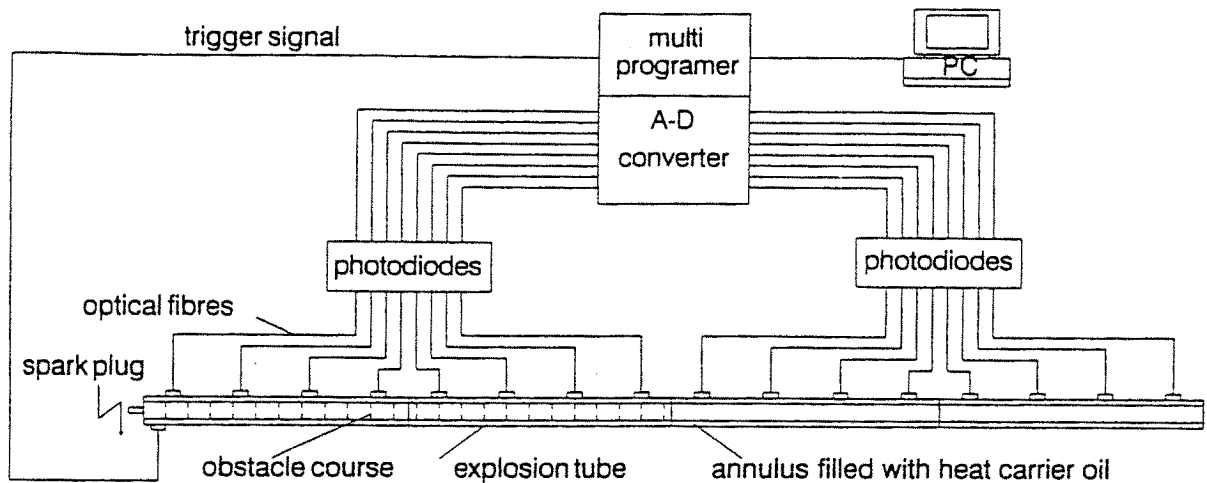 trigger signal
multi
programer
PC
A-D
converter
photodiodes
photodiodes
optical fibres
spark plug
obstacle course
explosion tube
annulus filled with heat carrier oil